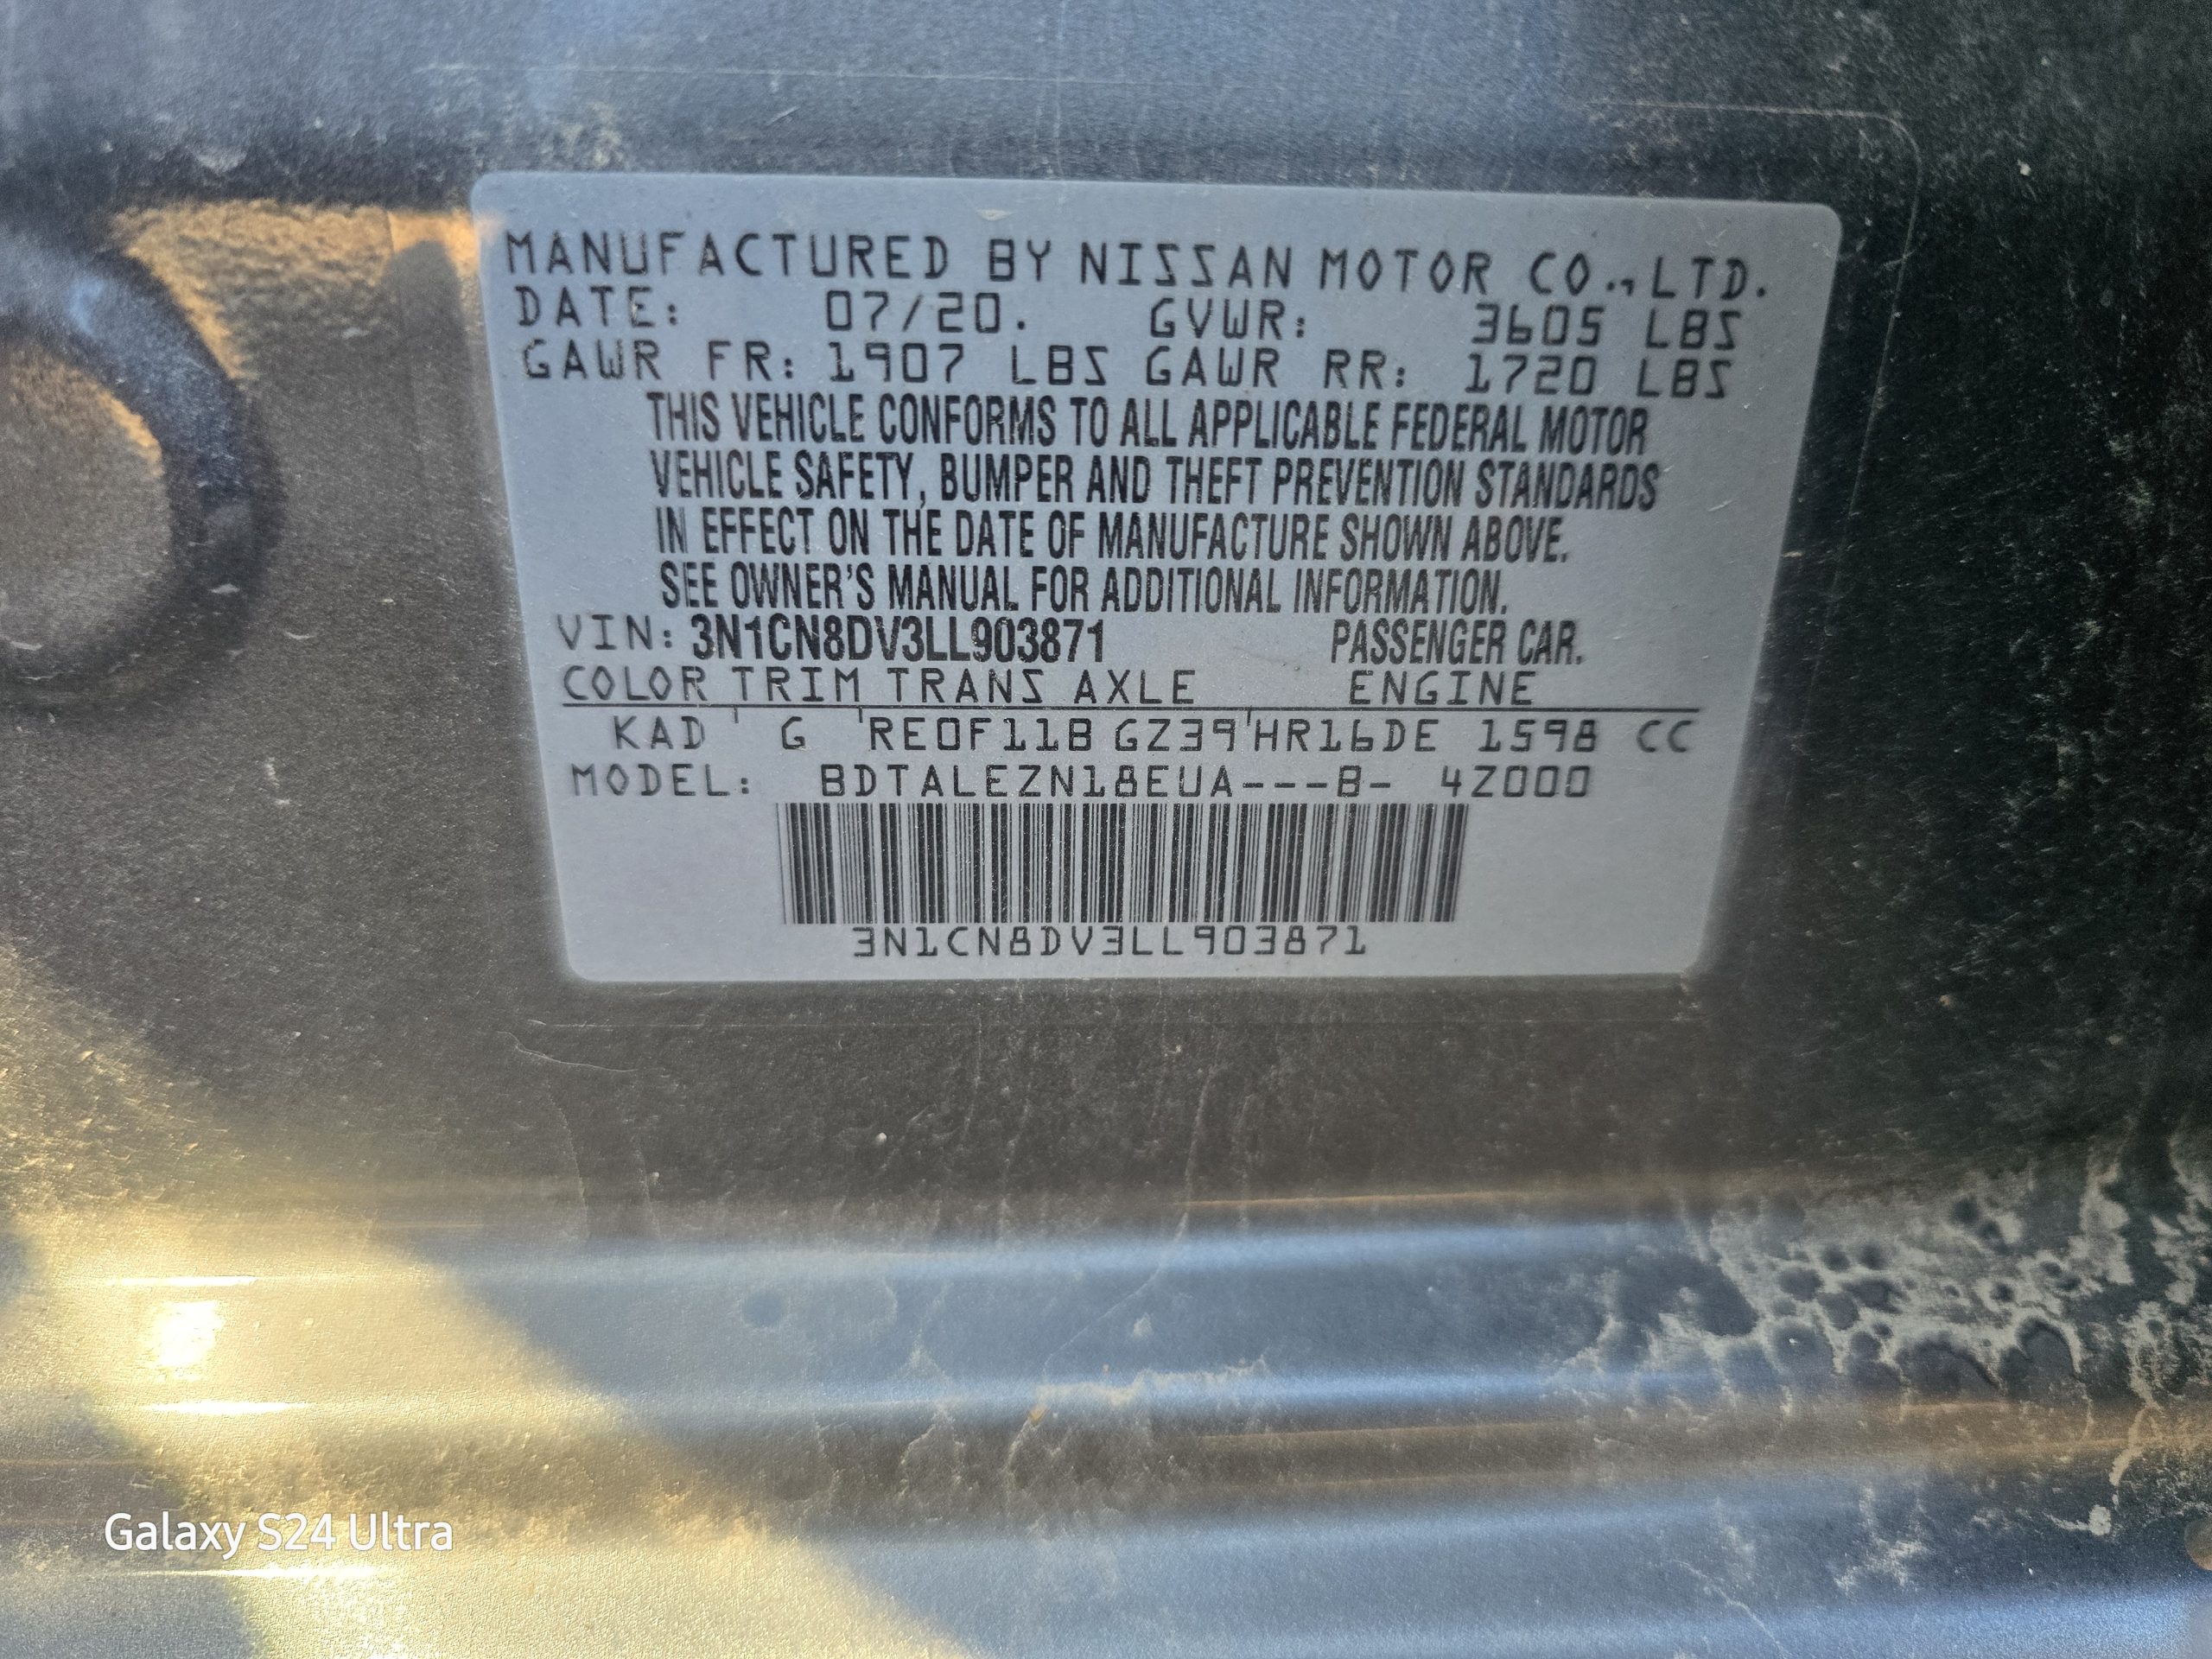 MANUFACTURED BY NISSAN MOTOR CO.,LTD.
DATE: 07/20. GVWR: 3605 LBS
GAWR FR: 1907 LBS GAWR RR: 1720 LBS
THIS VEHICLE CONFORMS TO ALL APPLICABLE FEDERAL MOTOR
VEHICLE SAFETY, BUMPER AND THEFT PREVENTION STANDARDS
IN EFFECT ON THE DATE OF MANUFACTURE SHOWN ABOVE.
SEE OWNER'S MANUAL FOR ADDITIONAL INFORMATION.
VIN: 3N1CN8DV3LL903871 PASSENGER CAR.
COLOR TRIM TRANS AXLE ENGINE
KAD G RE0F11B GZ39 HR16DE 1598 CC
MODEL: BDTALEZN18EUA---B- 4Z000
3N1CN8DV3LL903871
Galaxy S24 Ultra